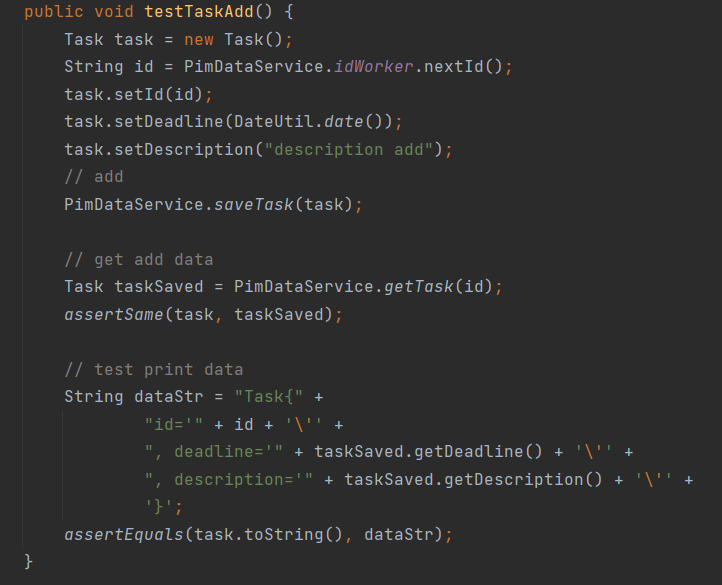 public void testTaskAdd() {
Task task = new Task();
String id = PimDataService.idWorker.nextId();
task.setId(id);
task.setDeadline(DateUtil.date());
task.setDescription("description add");
// add
PimDataService.saveTask(task);
// get add data
Task taskSaved = PimDataService.getTask(id);
assertSame(task, taskSaved);
// test print data
String dataStr = "Task{" +
"id='" + id + '\'' +
", deadline='" + taskSaved.getDeadline() + '\'' +
", description='" + taskSaved.getDescription() + '\'' +
'}';
assertEquals(task.toString(), dataStr);
}